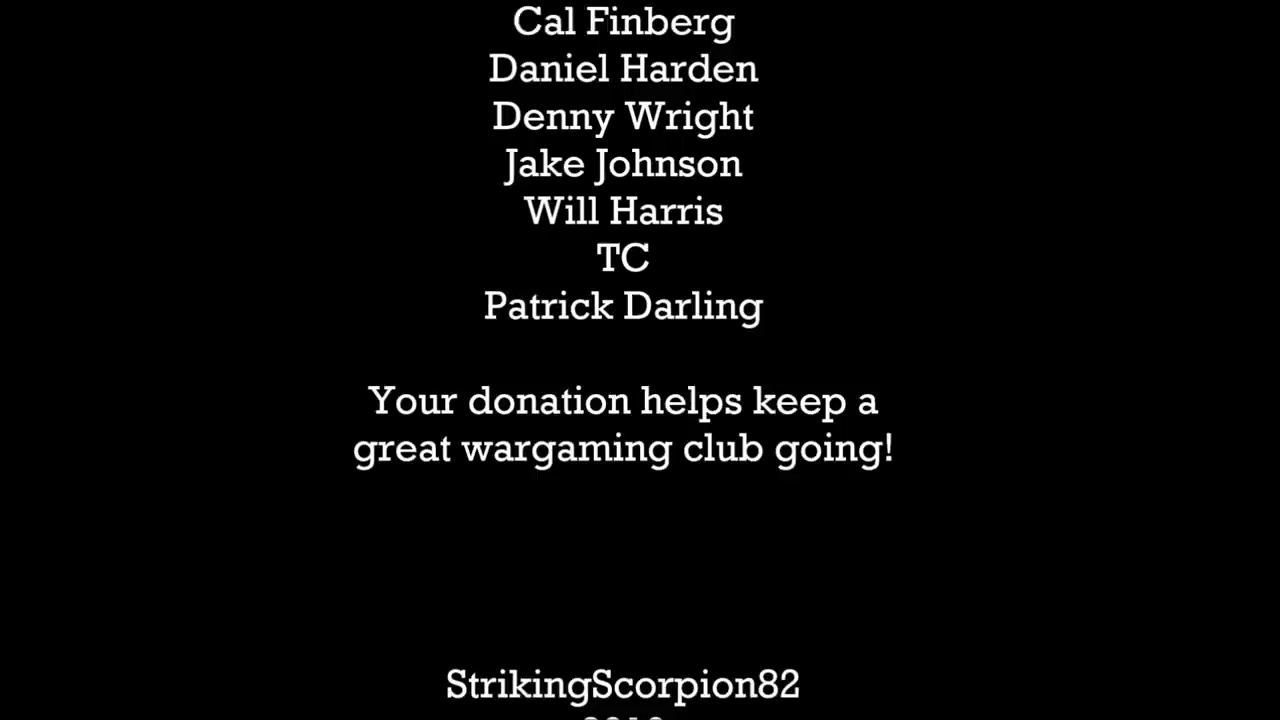 Cal Finberg
Daniel Harden
Denny Wright
Jake Johnson
Will Harris
TC
Patrick Darling
Your donation helps keep a
great wargaming club going!
StrikingScorpion82